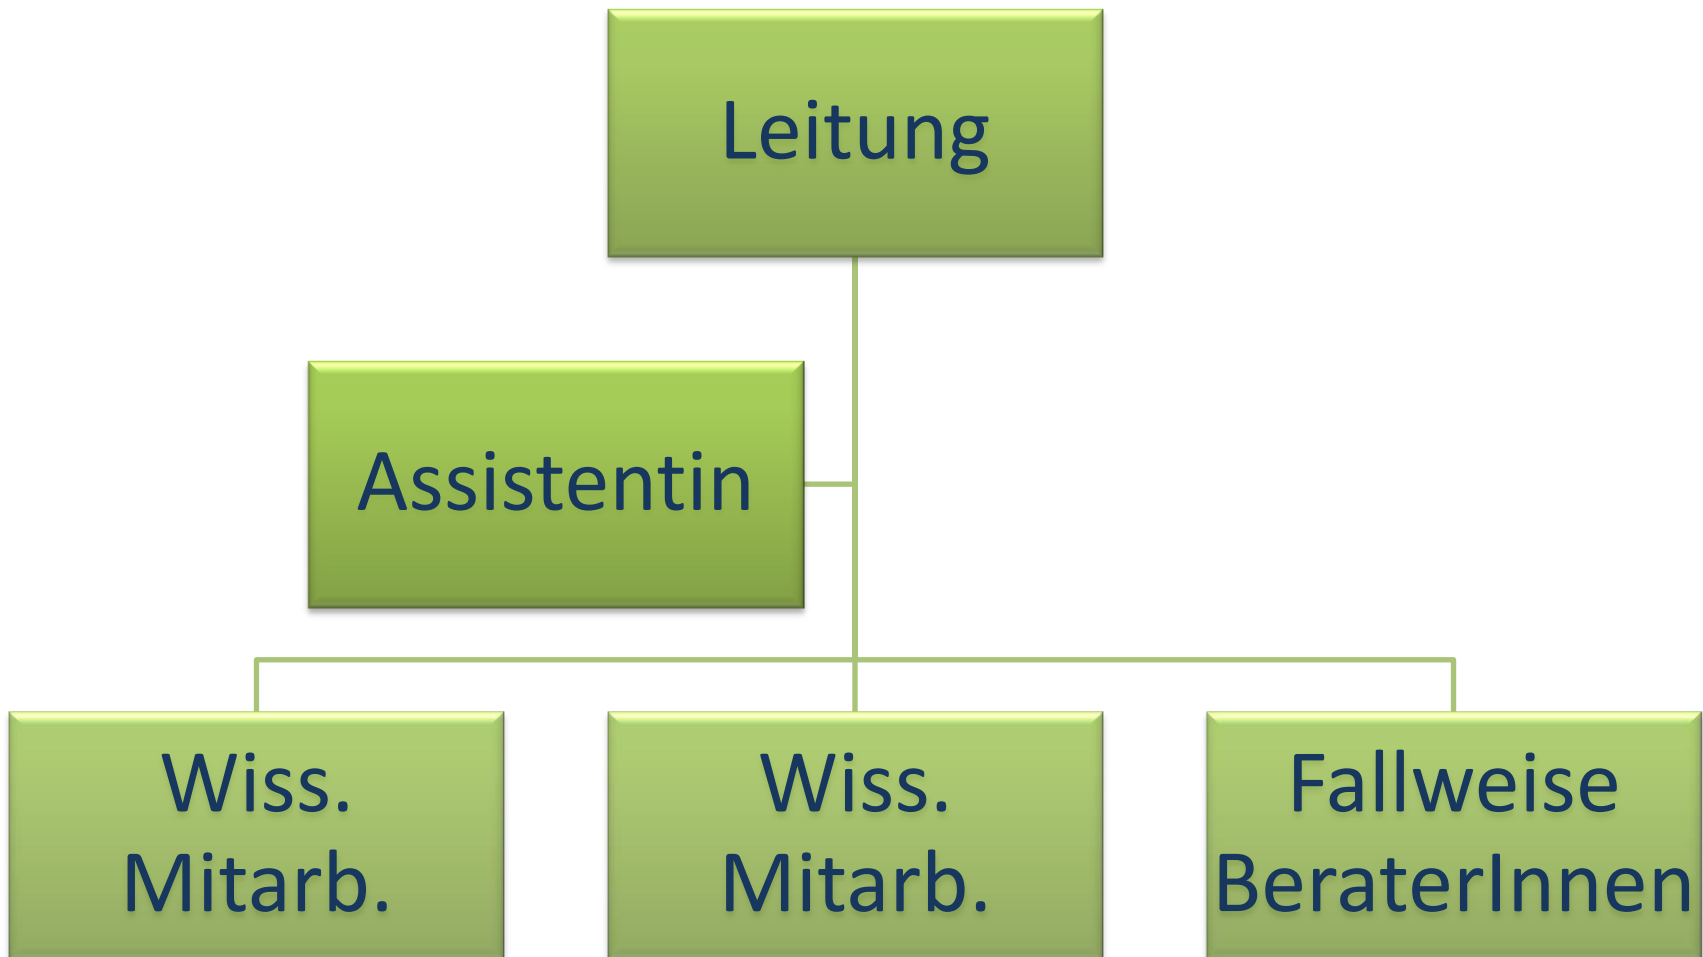 Leitung
Assistentin
Wiss.
Mitarb.
Wiss.
Mitarb.
Fallweise
BeraterInnen